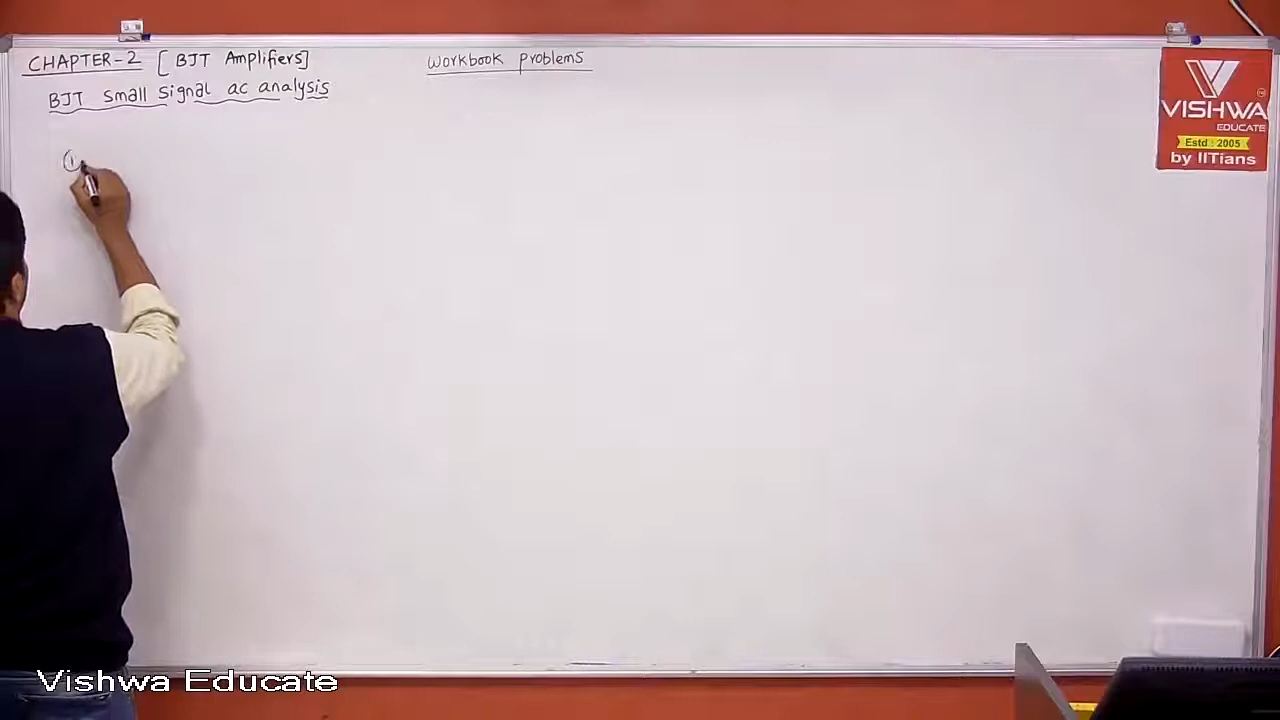 CHAPTER-2 [BJT Amplifiers]
Workbook problems
BJT small signal ac analysis
①
VISHWA
EDUCATE
Estd : 2005
by IITians
Vishwa Educate